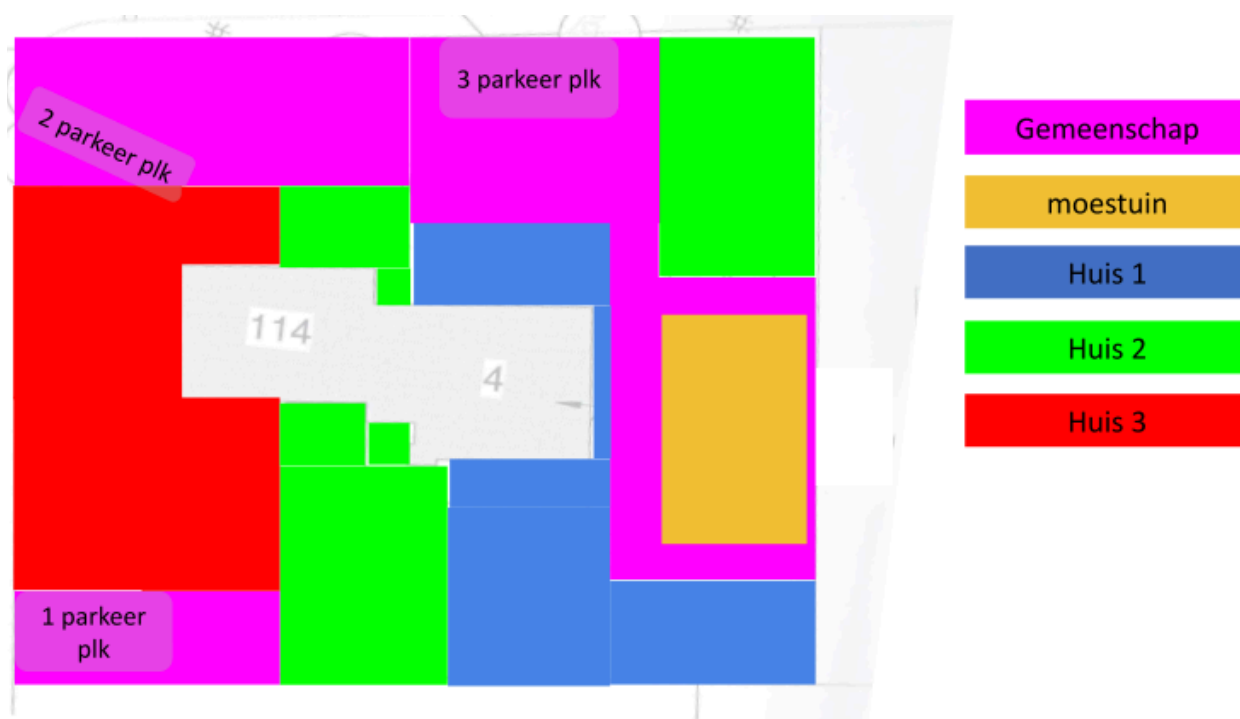 3 parkeer plk
2 parkeer plk
114
4
1 parkeer
plk
Gemeenschap
moestuin
Huis 1
Huis 2
Huis 3